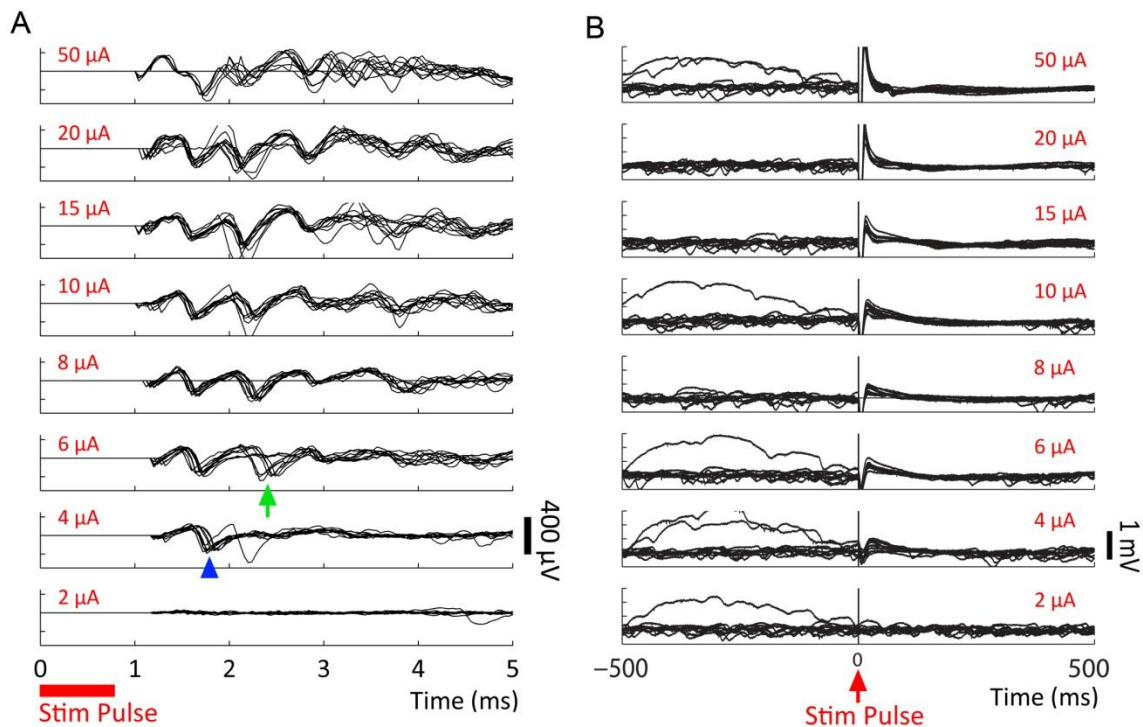 A
50 µA
20 µA
15 µA
10 µA
8 µA
6 µA
4 µA
2 µA
400 µV
0 1 2 3 4 5
Time (ms)
Stim Pulse
B
50 µA
20 µA
15 µA
10 µA
8 µA
6 µA
4 µA
2 µA
1 mV
−500 0 500
Time (ms)
Stim Pulse